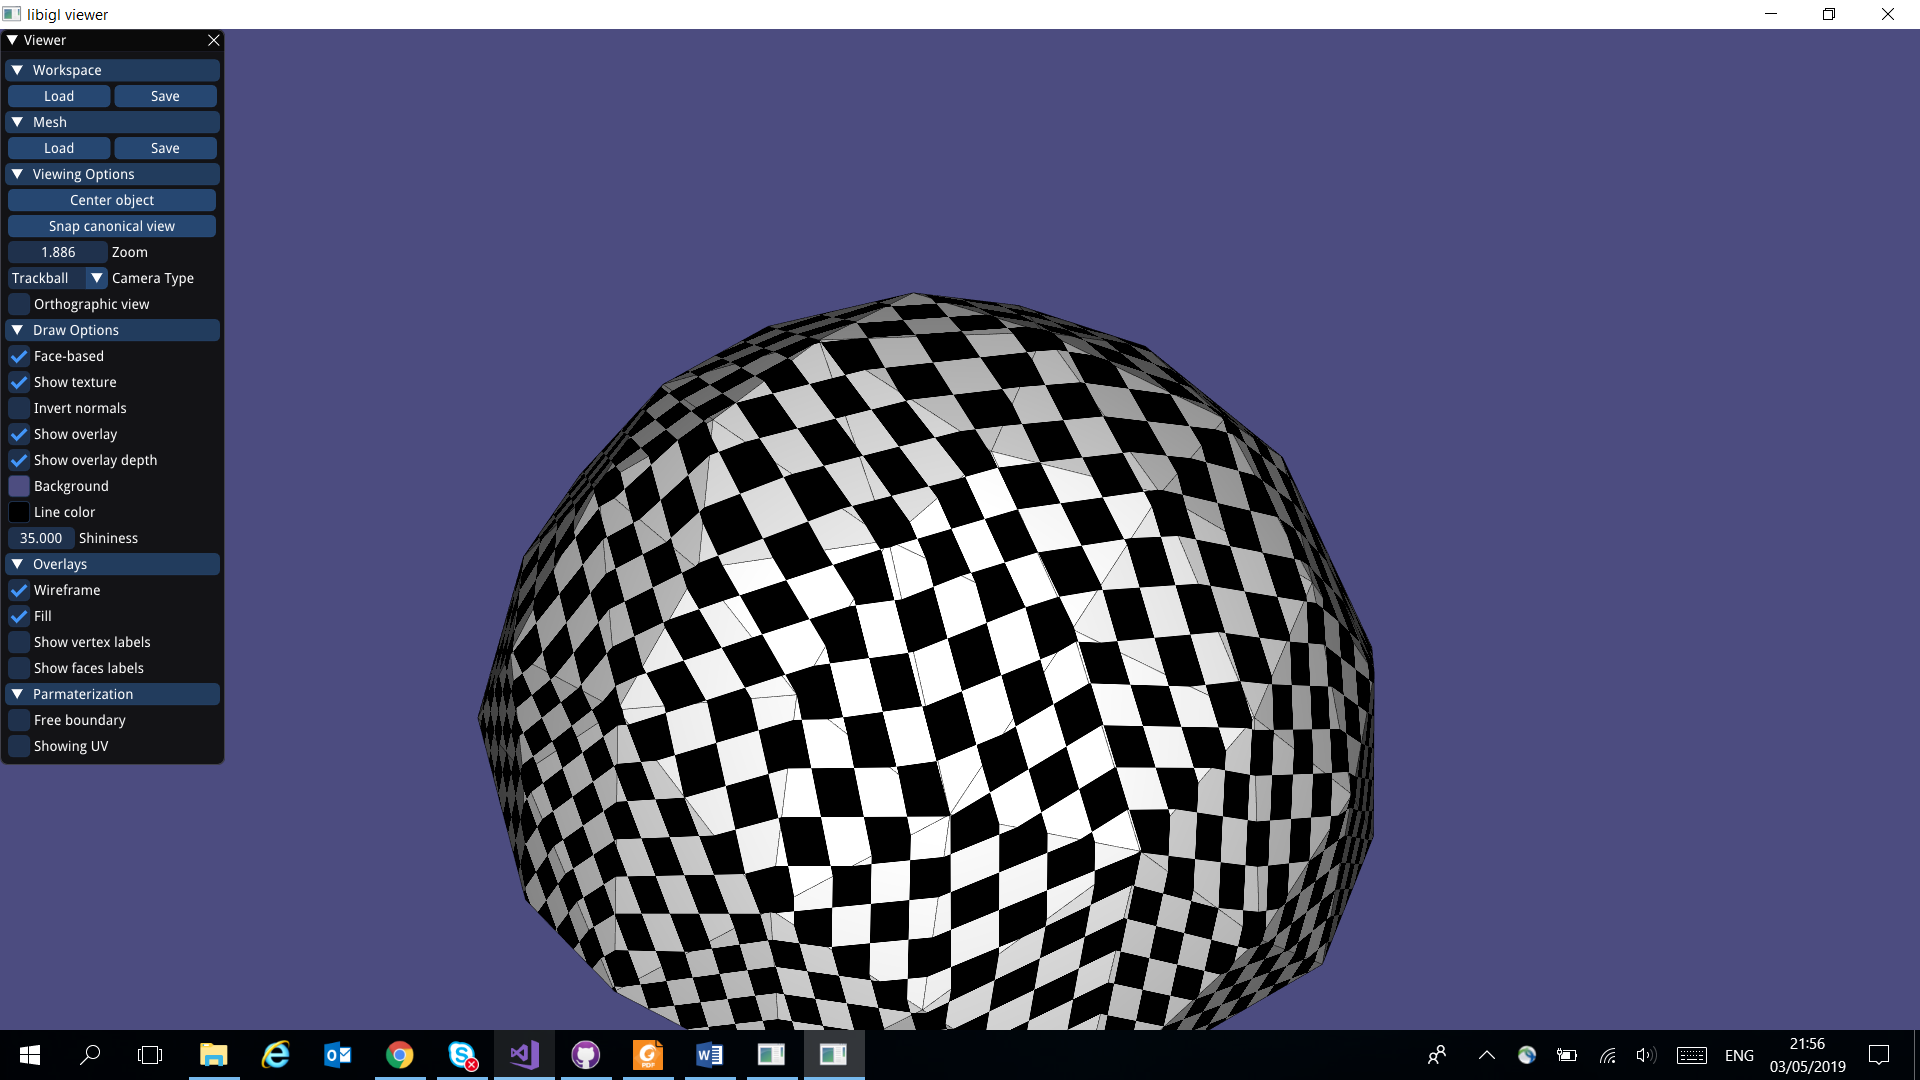 libigl viewer
Viewer
Workspace
Load Save
Mesh
Load Save
Viewing Options
Center object
Snap canonical view
1.886 Zoom
Trackball Camera Type
Orthographic view
Draw Options
Face-based
Show texture
Invert normals
Show overlay
Show overlay depth
Background
Line color
35.000 Shininess
Overlays
Wireframe
Fill
Show vertex labels
Show faces labels
Parmaterization
Free boundary
Showing UV
ENG
21:56
03/05/2019
PDF